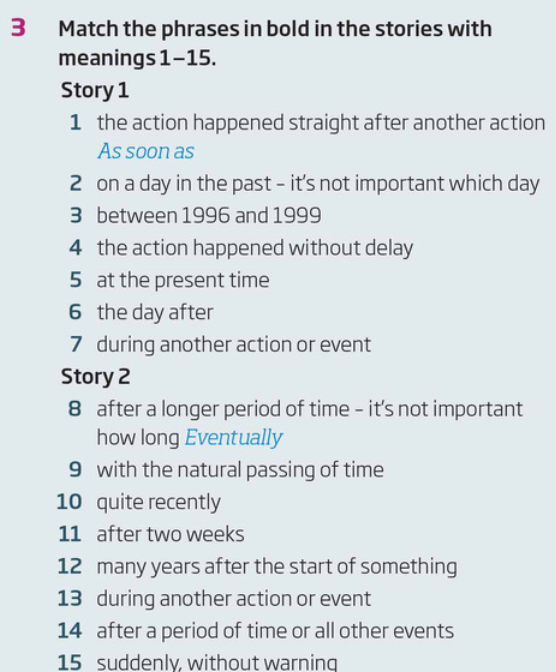 3 Match the phrases in bold in the stories with
meanings 1–15.
Story 1
1 the action happened straight after another action
As soon as
2 on a day in the past – it's not important which day
3 between 1996 and 1999
4 the action happened without delay
5 at the present time
6 the day after
7 during another action or event
Story 2
8 after a longer period of time – it's not important
how long Eventually
9 with the natural passing of time
10 quite recently
11 after two weeks
12 many years after the start of something
13 during another action or event
14 after a period of time or all other events
15 suddenly, without warning